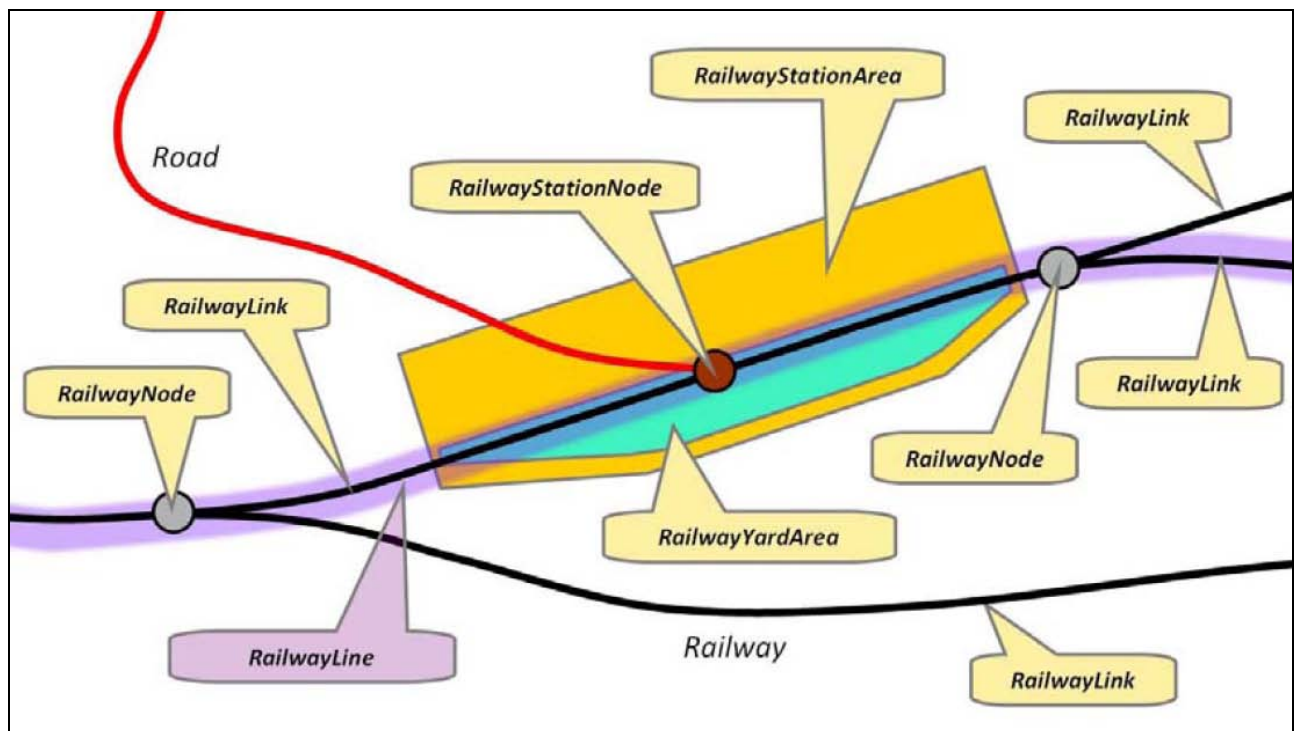 RailwayStationArea
RailwayLink
Road
RailwayStationNode
RailwayLink
RailwayNode
RailwayLink
RailwayNode
RailwayYardArea
RailwayLine
Railway
RailwayLink